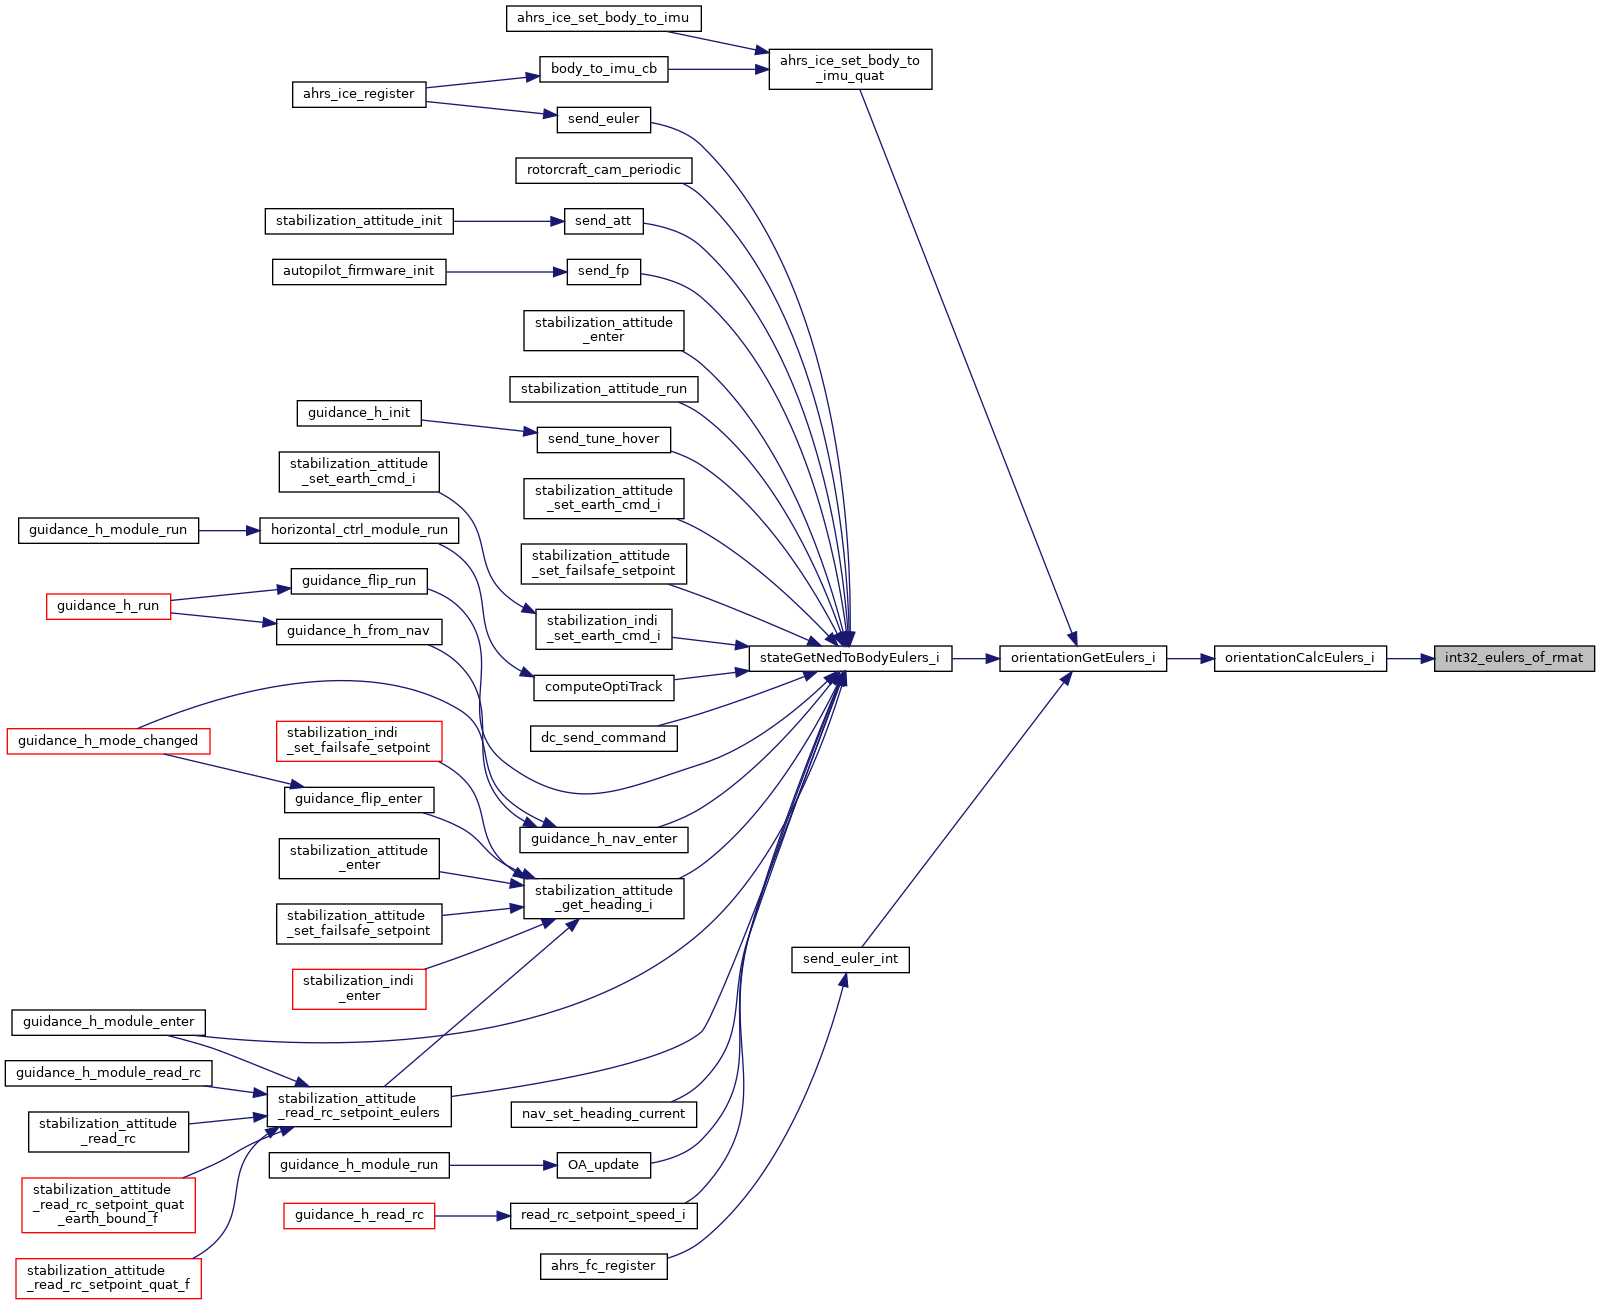 ahrs_ice_set_body_to_imu
ahrs_ice_set_body_to
_imu_quat
body_to_imu_cb
ahrs_ice_register
send_euler
rotorcraft_cam_periodic
stabilization_attitude_init
send_att
autopilot_firmware_init
send_fp
stabilization_attitude
_enter
stabilization_attitude_run
guidance_h_init
send_tune_hover
stabilization_attitude
_set_earth_cmd_i
stabilization_attitude
_set_earth_cmd_i
guidance_h_module_run
horizontal_ctrl_module_run
stabilization_attitude
_set_failsafe_setpoint
guidance_flip_run
guidance_h_run
guidance_h_from_nav
stabilization_indi
_set_earth_cmd_i
stateGetNedToBodyEulers_i
orientationGetEulers_i
orientationCalcEulers_i
int32_eulers_of_rmat
computeOptiTrack
dc_send_command
guidance_h_mode_changed
stabilization_indi
_set_failsafe_setpoint
guidance_flip_enter
guidance_h_nav_enter
stabilization_attitude
_enter
stabilization_attitude
_get_heading_i
stabilization_attitude
_set_failsafe_setpoint
stabilization_indi
_enter
send_euler_int
guidance_h_module_enter
guidance_h_module_read_rc
stabilization_attitude
_read_rc_setpoint_eulers
stabilization_attitude
_read_rc
nav_set_heading_current
guidance_h_module_run
OA_update
stabilization_attitude
_read_rc_setpoint_quat
_earth_bound_f
guidance_h_read_rc
read_rc_setpoint_speed_i
stabilization_attitude
_read_rc_setpoint_quat_f
ahrs_fc_register